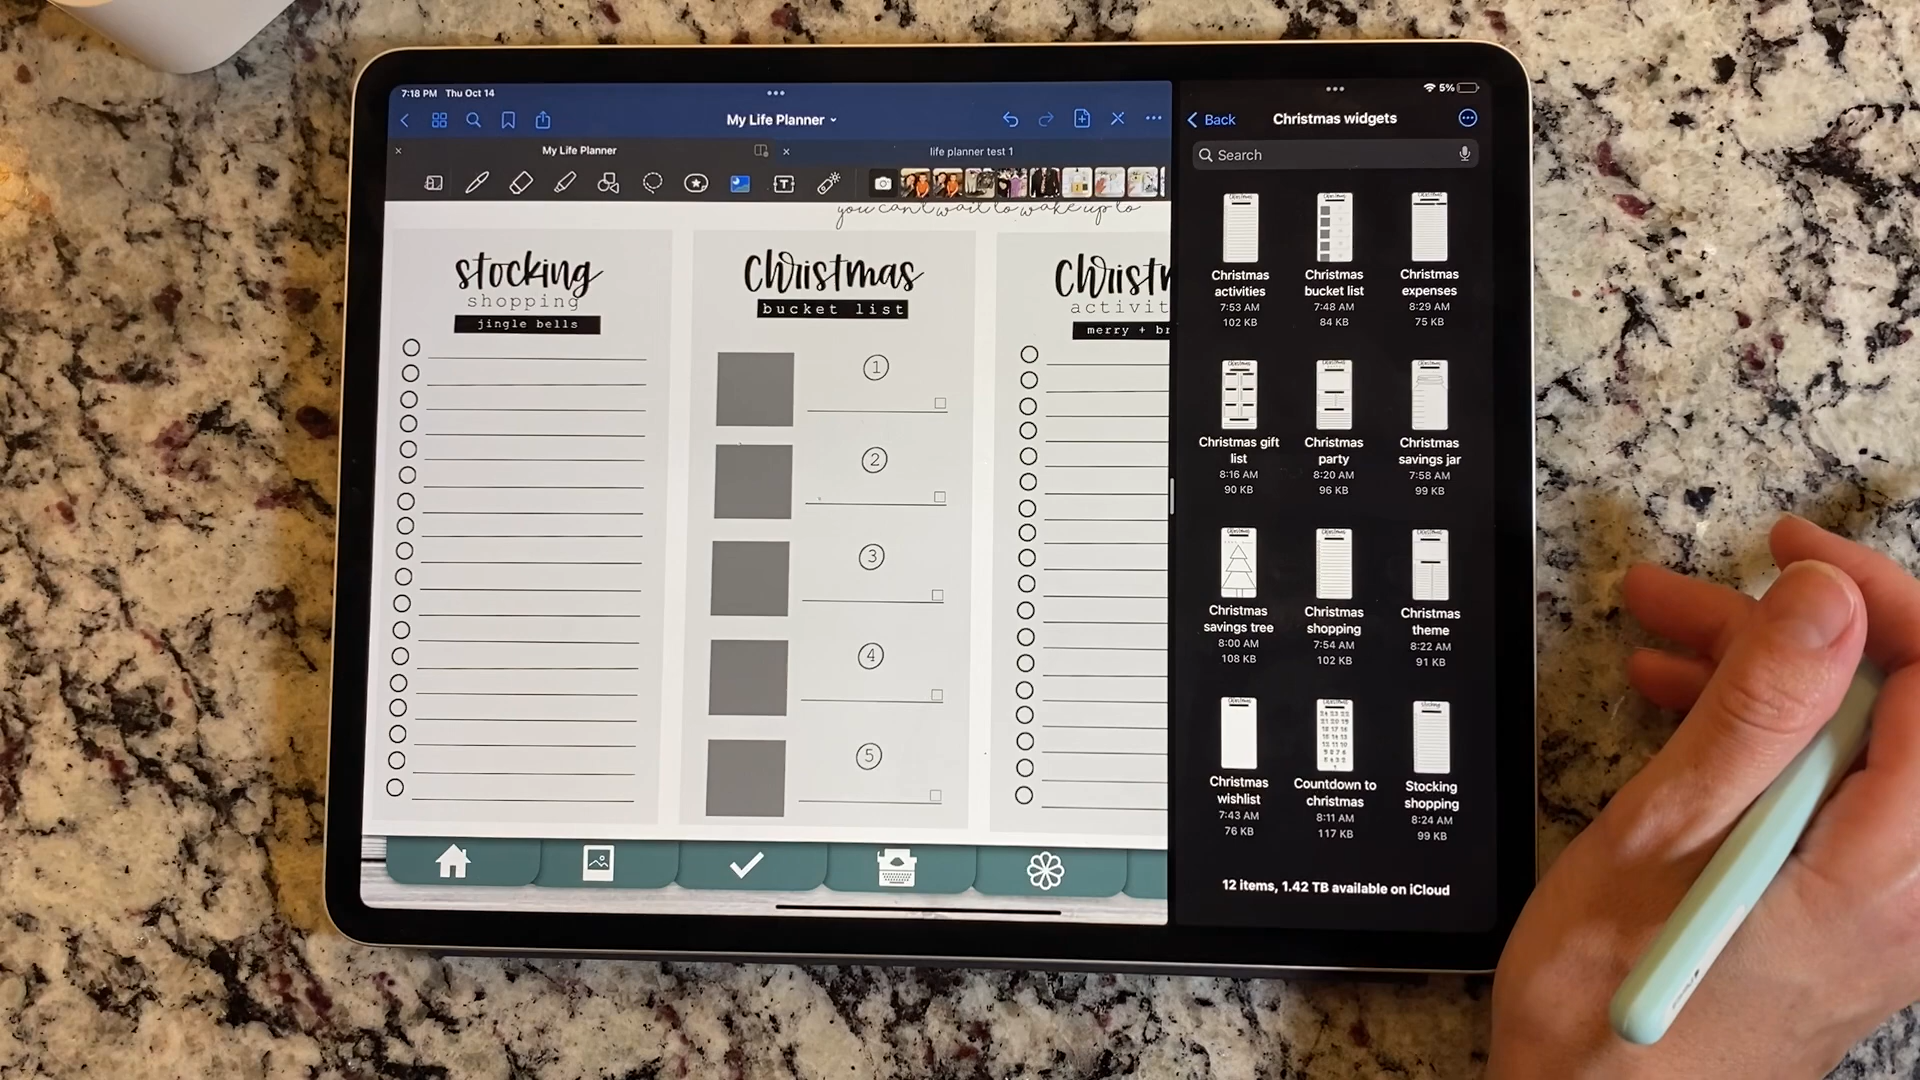 7:18 PM Thu Oct 14
5%
My Life Planner
My Life Planner
life planner test 1
T
you can't wait to wake up to
stocking
shopping
jingle bells
Christmas
bucket list
1
2
3
4
5
Christm
activit
merry + br
Back
Christmas widgets
Search
Christmas activities
7:53 AM
102 KB
Christmas bucket list
7:48 AM
84 KB
Christmas expenses
8:29 AM
75 KB
Christmas gift list
8:16 AM
90 KB
Christmas party
8:20 AM
96 KB
Christmas savings jar
7:58 AM
99 KB
Christmas savings tree
8:00 AM
108 KB
Christmas shopping
7:54 AM
102 KB
Christmas theme
8:22 AM
91 KB
Christmas wishlist
7:43 AM
76 KB
Countdown to christmas
8:11 AM
117 KB
Stocking shopping
8:24 AM
99 KB
12 items, 1.42 TB available on iCloud